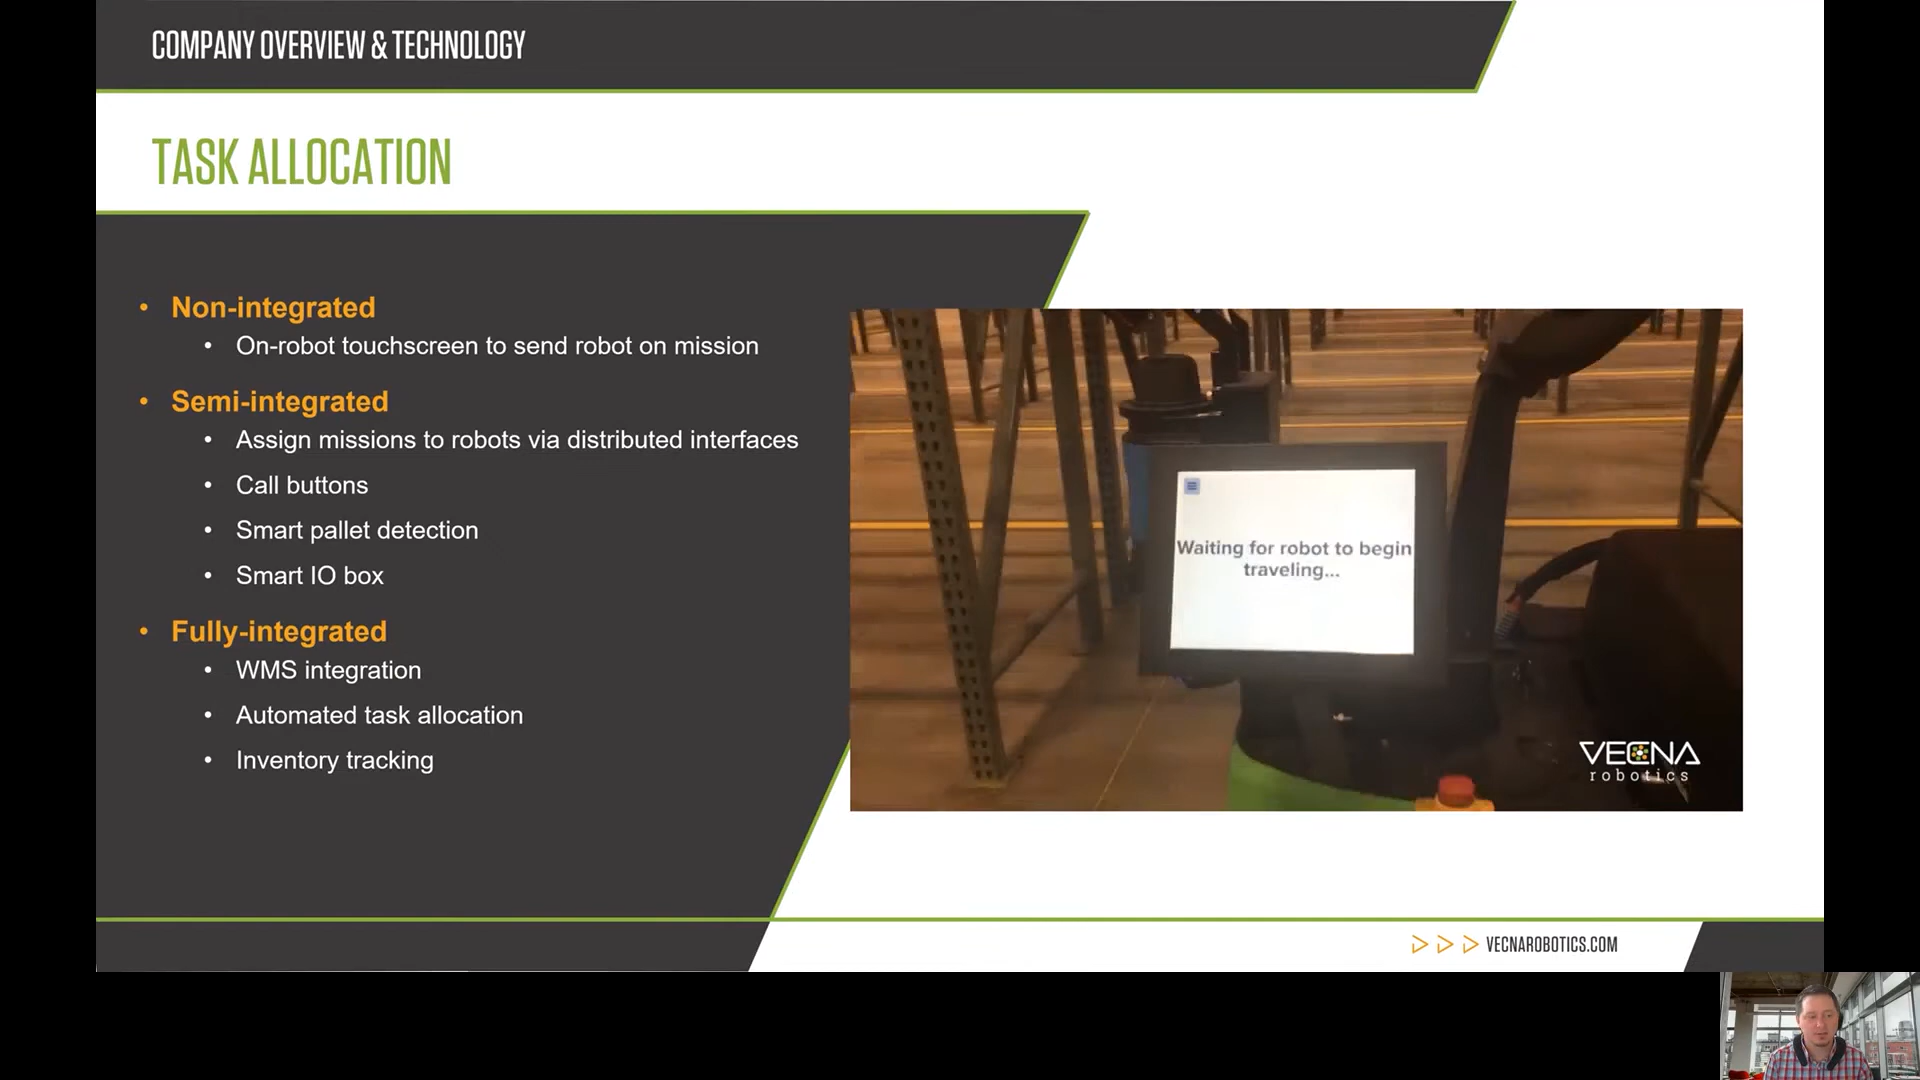 COMPANY OVERVIEW & TECHNOLOGY
TASK ALLOCATION
• Non-integrated
• On-robot touchscreen to send robot on mission
• Semi-integrated
• Assign missions to robots via distributed interfaces
• Call buttons
• Smart pallet detection
• Smart IO box
• Fully-integrated
• WMS integration
• Automated task allocation
• Inventory tracking
Waiting for robot to begin
traveling...
VECNA
robotics
VECNAROBOTICS.COM